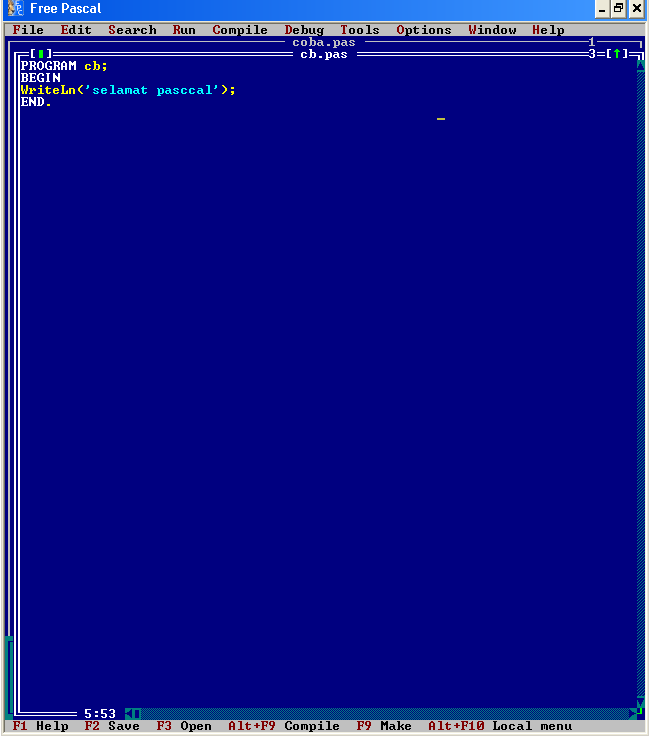 Free Pascal
File Edit Search Run Compile Debug Tools Options Window Help
coba.pas 1
[■] cb.pas 3=[↑]
PROGRAM cb;
BEGIN
WriteLn('selamat pasccal');
END.
5:53
F1 Help F2 Save F3 Open Alt+F9 Compile F9 Make Alt+F10 Local menu